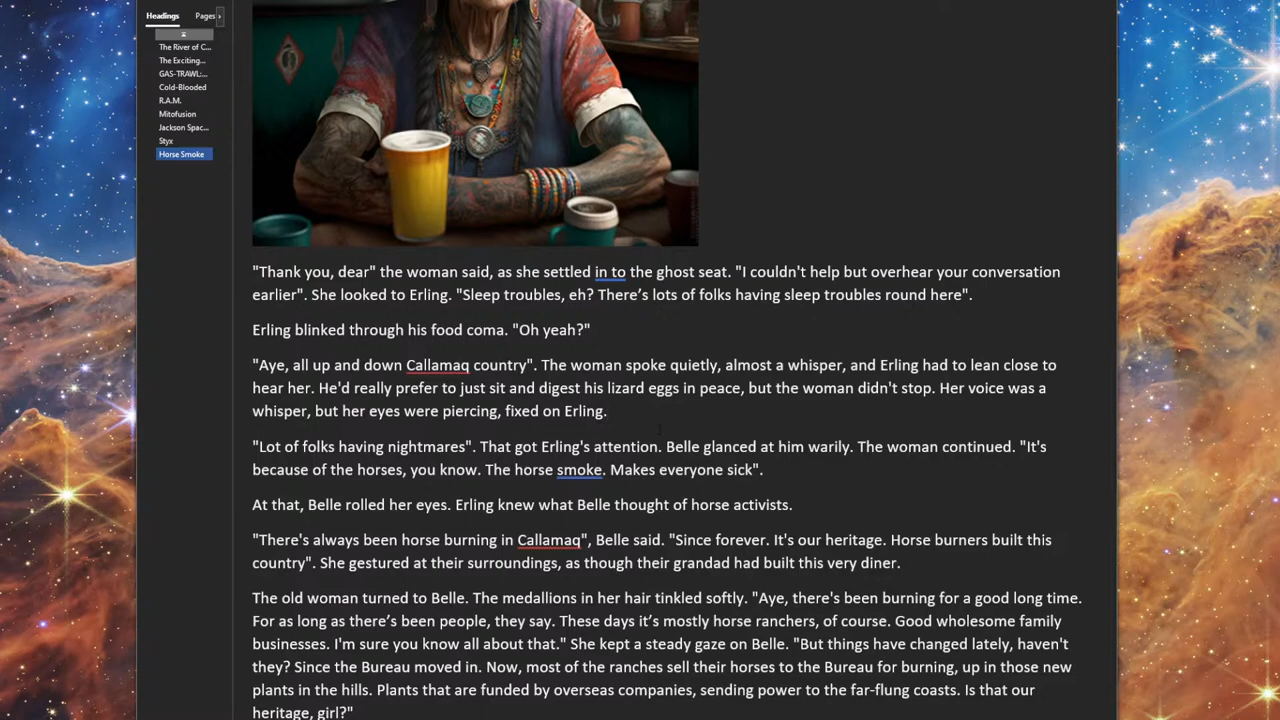 Headings
Pages
The River of C...
The Exciting...
GAS-TRAWL:...
Cold-Blooded
R.A.M.
Mitofusion
Jackson Spac...
Styx
Horse Smoke
"Thank you, dear" the woman said, as she settled in to the ghost seat. "I couldn't help but overhear your conversation
earlier". She looked to Erling. "Sleep troubles, eh? There’s lots of folks having sleep troubles round here".
Erling blinked through his food coma. "Oh yeah?"
"Aye, all up and down Callamaq country". The woman spoke quietly, almost a whisper, and Erling had to lean close to
hear her. He'd really prefer to just sit and digest his lizard eggs in peace, but the woman didn't stop. Her voice was a
whisper, but her eyes were piercing, fixed on Erling.
"Lot of folks having nightmares". That got Erling's attention. Belle glanced at him warily. The woman continued. "It's
because of the horses, you know. The horse smoke. Makes everyone sick".
At that, Belle rolled her eyes. Erling knew what Belle thought of horse activists.
"There's always been horse burning in Callamaq", Belle said. "Since forever. It's our heritage. Horse burners built this
country". She gestured at their surroundings, as though their grandad had built this very diner.
The old woman turned to Belle. The medallions in her hair tinkled softly. "Aye, there's been burning for a good long time.
For as long as there’s been people, they say. These days it’s mostly horse ranchers, of course. Good wholesome family
businesses. I'm sure you know all about that." She kept a steady gaze on Belle. "But things have changed lately, haven't
they? Since the Bureau moved in. Now, most of the ranches sell their horses to the Bureau for burning, up in those new
plants in the hills. Plants that are funded by overseas companies, sending power to the far-flung coasts. Is that our
heritage, girl?"